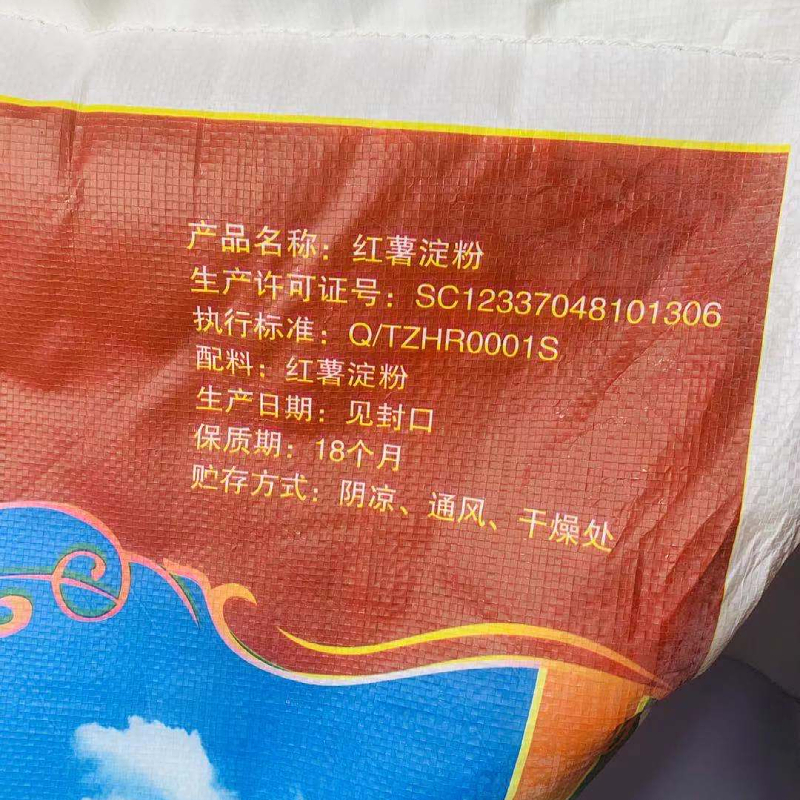 产品名称：红薯淀粉
生产许可证号：SC12337048101306
执行标准：Q/TZHR0001S
配料：红薯淀粉
生产日期：见封口
保质期：18个月
贮存方式：阴凉、通风、干燥处